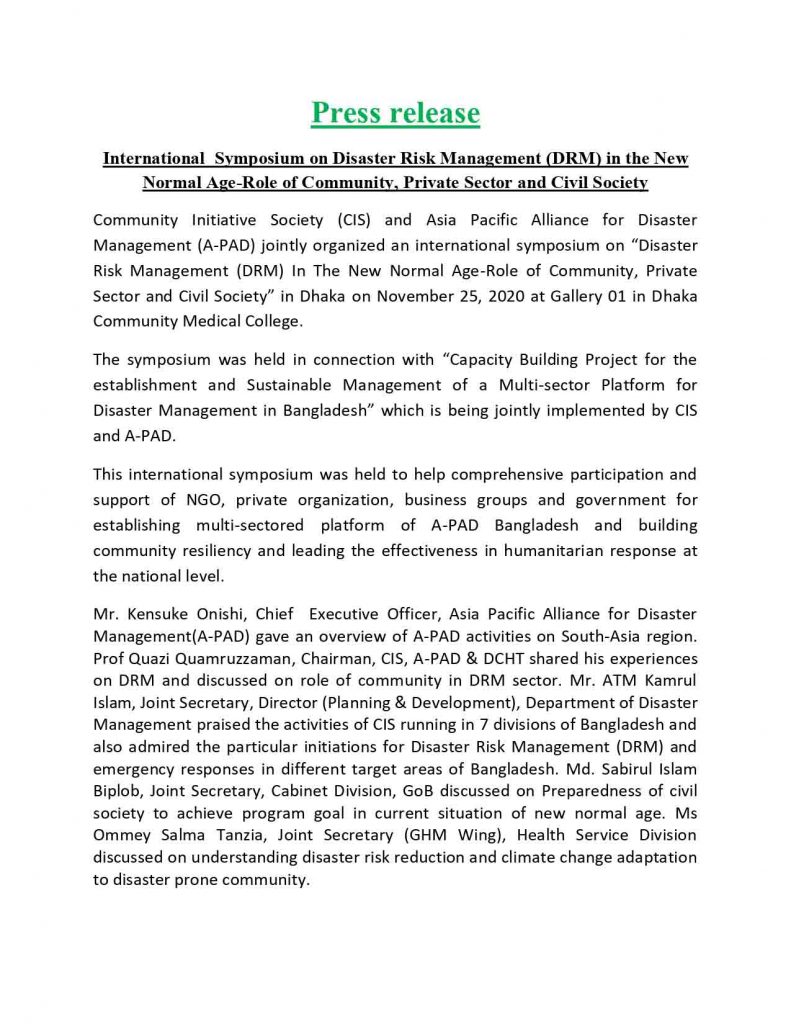 Press release
International  Symposium on Disaster Risk Management (DRM) in the New
Normal Age-Role of Community, Private Sector and Civil Society
Community Initiative Society (CIS) and Asia Pacific Alliance for Disaster
Management (A-PAD) jointly organized an international symposium on “Disaster
Risk Management (DRM) In The New Normal Age-Role of Community, Private
Sector and Civil Society” in Dhaka on November 25, 2020 at Gallery 01 in Dhaka
Community Medical College.
The symposium was held in connection with “Capacity Building Project for the
establishment and Sustainable Management of a Multi-sector Platform for
Disaster Management in Bangladesh” which is being jointly implemented by CIS
and A-PAD.
This international symposium was held to help comprehensive participation and
support of NGO, private organization, business groups and government for
establishing multi-sectored platform of A-PAD Bangladesh and building
community resiliency and leading the effectiveness in humanitarian response at
the national level.
Mr. Kensuke Onishi, Chief  Executive Officer, Asia Pacific Alliance for Disaster
Management(A-PAD) gave an overview of A-PAD activities on South-Asia region.
Prof Quazi Quamruzzaman, Chairman, CIS, A-PAD & DCHT shared his experiences
on DRM and discussed on role of community in DRM sector. Mr. ATM Kamrul
Islam, Joint Secretary, Director (Planning & Development), Department of Disaster
Management praised the activities of CIS running in 7 divisions of Bangladesh and
also admired the particular initiations for Disaster Risk Management (DRM) and
emergency responses in different target areas of Bangladesh. Md. Sabirul Islam
Biplob, Joint Secretary, Cabinet Division, GoB discussed on Preparedness of civil
society to achieve program goal in current situation of new normal age. Ms
Ommey Salma Tanzia, Joint Secretary (GHM Wing), Health Service Division
discussed on understanding disaster risk reduction and climate change adaptation
to disaster prone community.